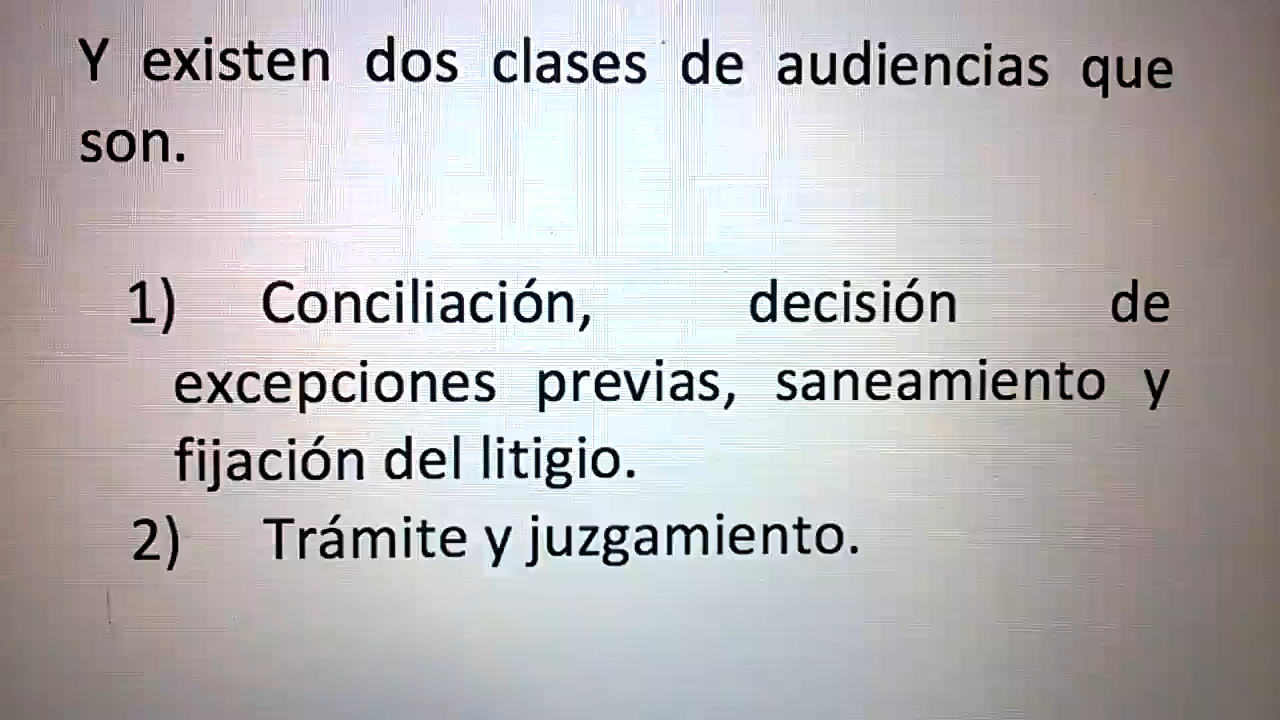 Y existen dos clases de audiencias que
son.
1) Conciliación, decisión de
excepciones previas, saneamiento y
fijación del litigio.
2) Trámite y juzgamiento.